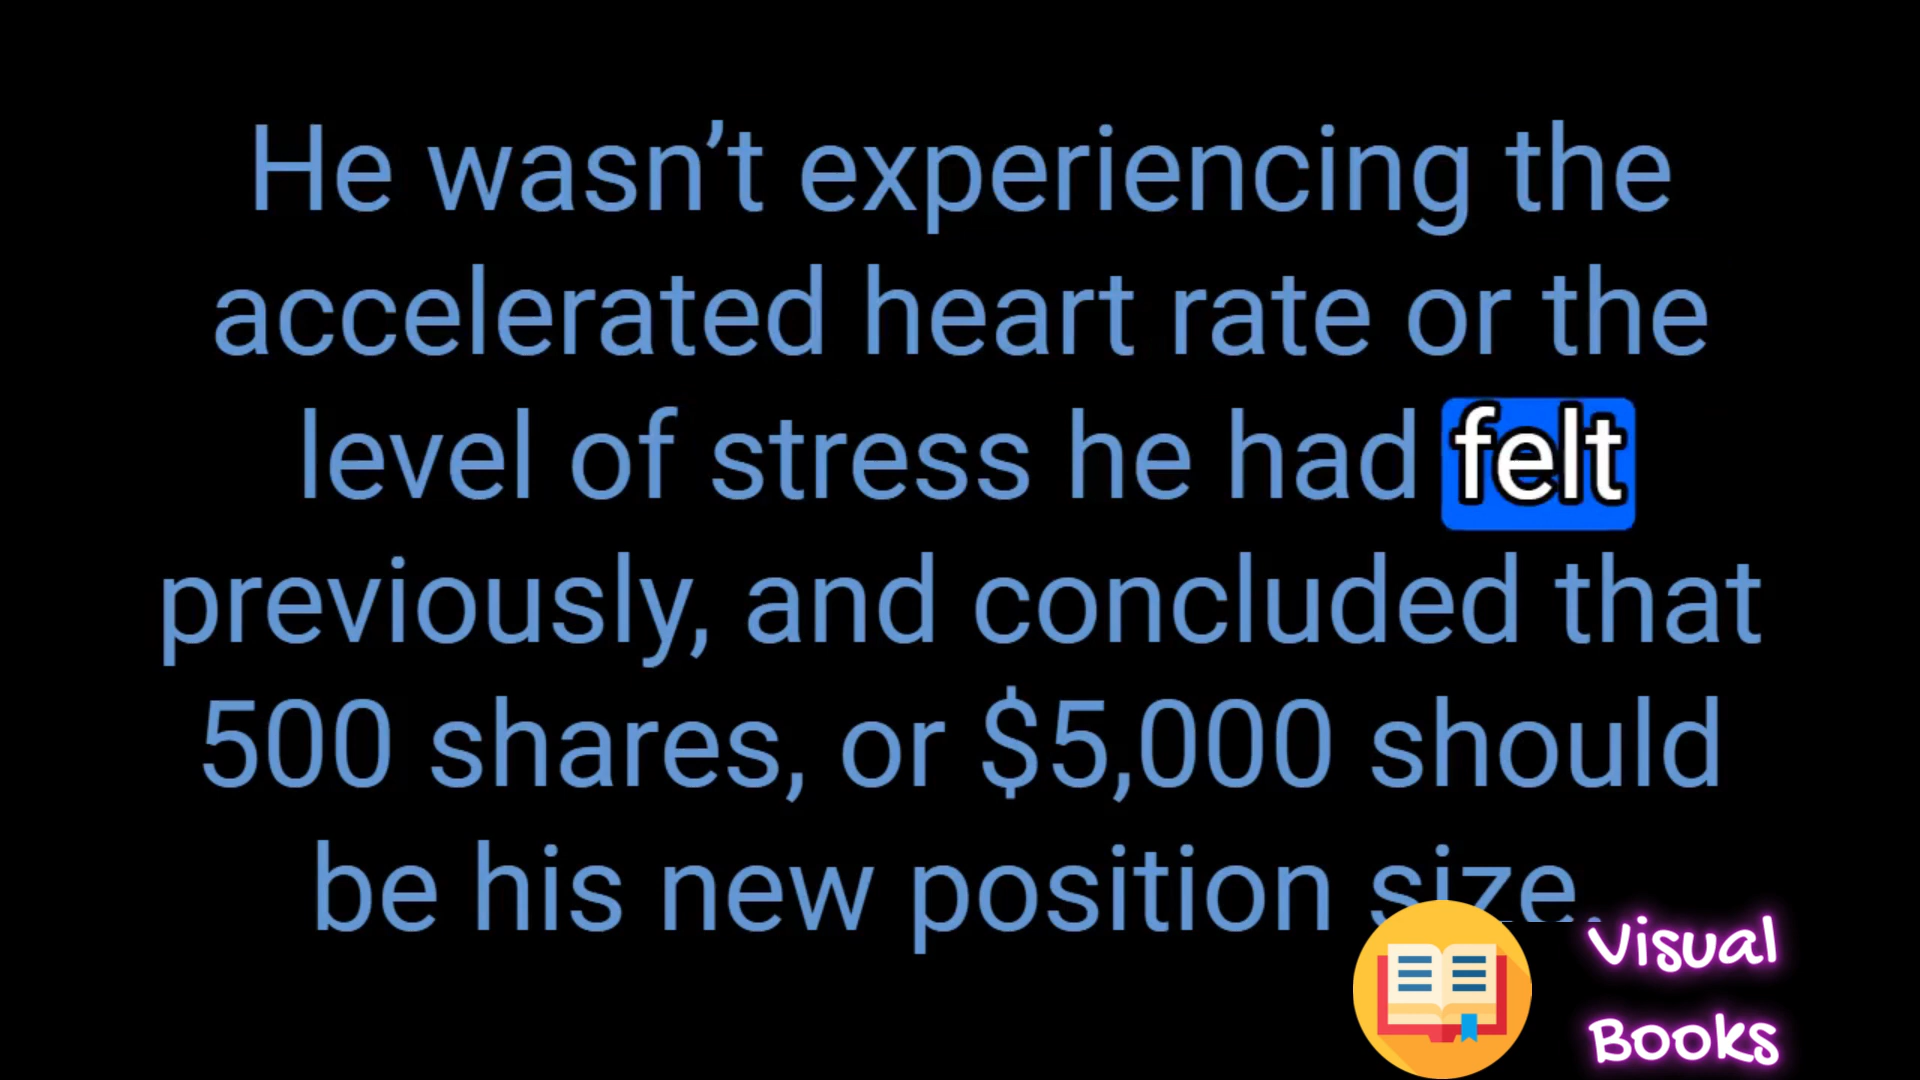 He wasn’t experiencing the
accelerated heart rate or the
level of stress he had felt
previously, and concluded that
500 shares, or $5,000 should
be his new position size.
Visual
Books